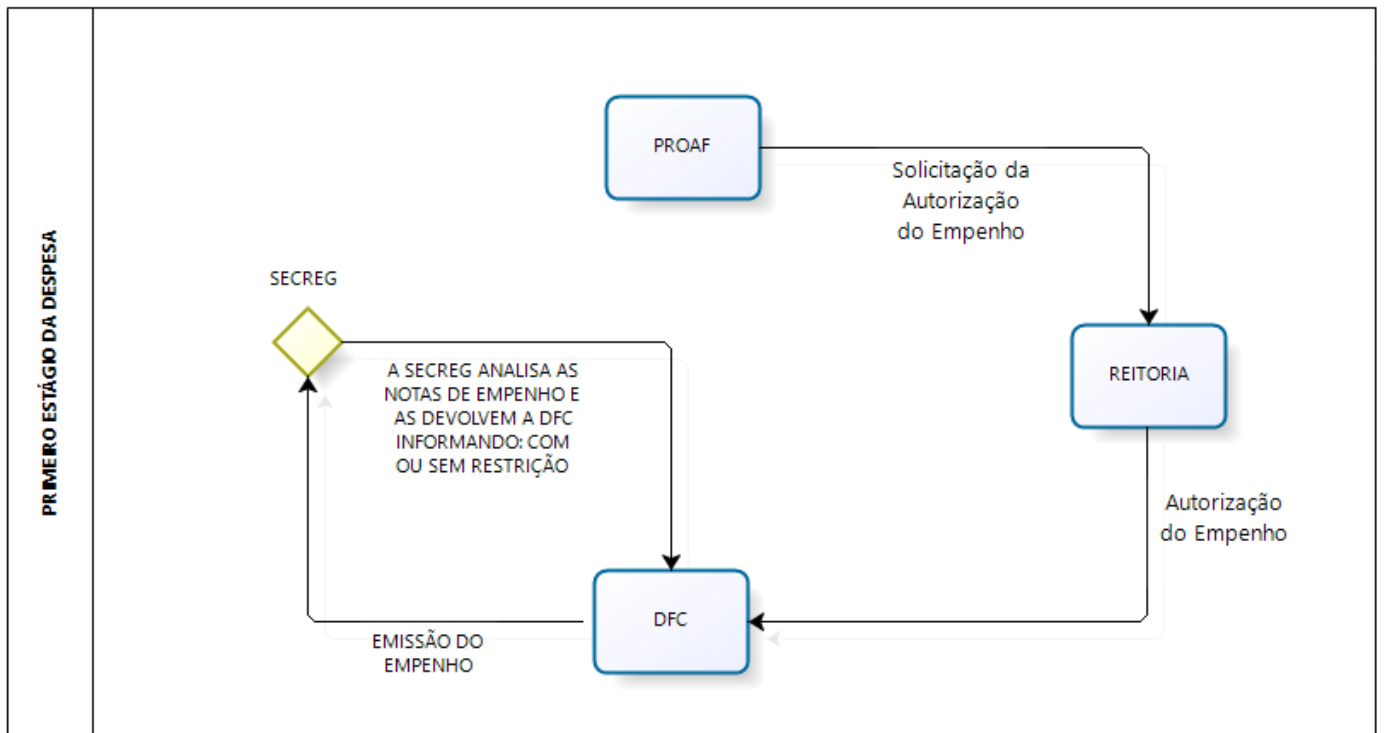 PRIMEIRO ESTÁGIO DA DESPESA
PROAF
Solicitação da
Autorização
do Empenho
SECREG
A SECREG ANALISA AS
NOTAS DE EMPENHO E
AS DEVOLVEM A DFC
INFORMANDO: COM
OU SEM RESTRIÇÃO
REITORIA
Autorização
do Empenho
DFC
EMISSÃO DO
EMPENHO